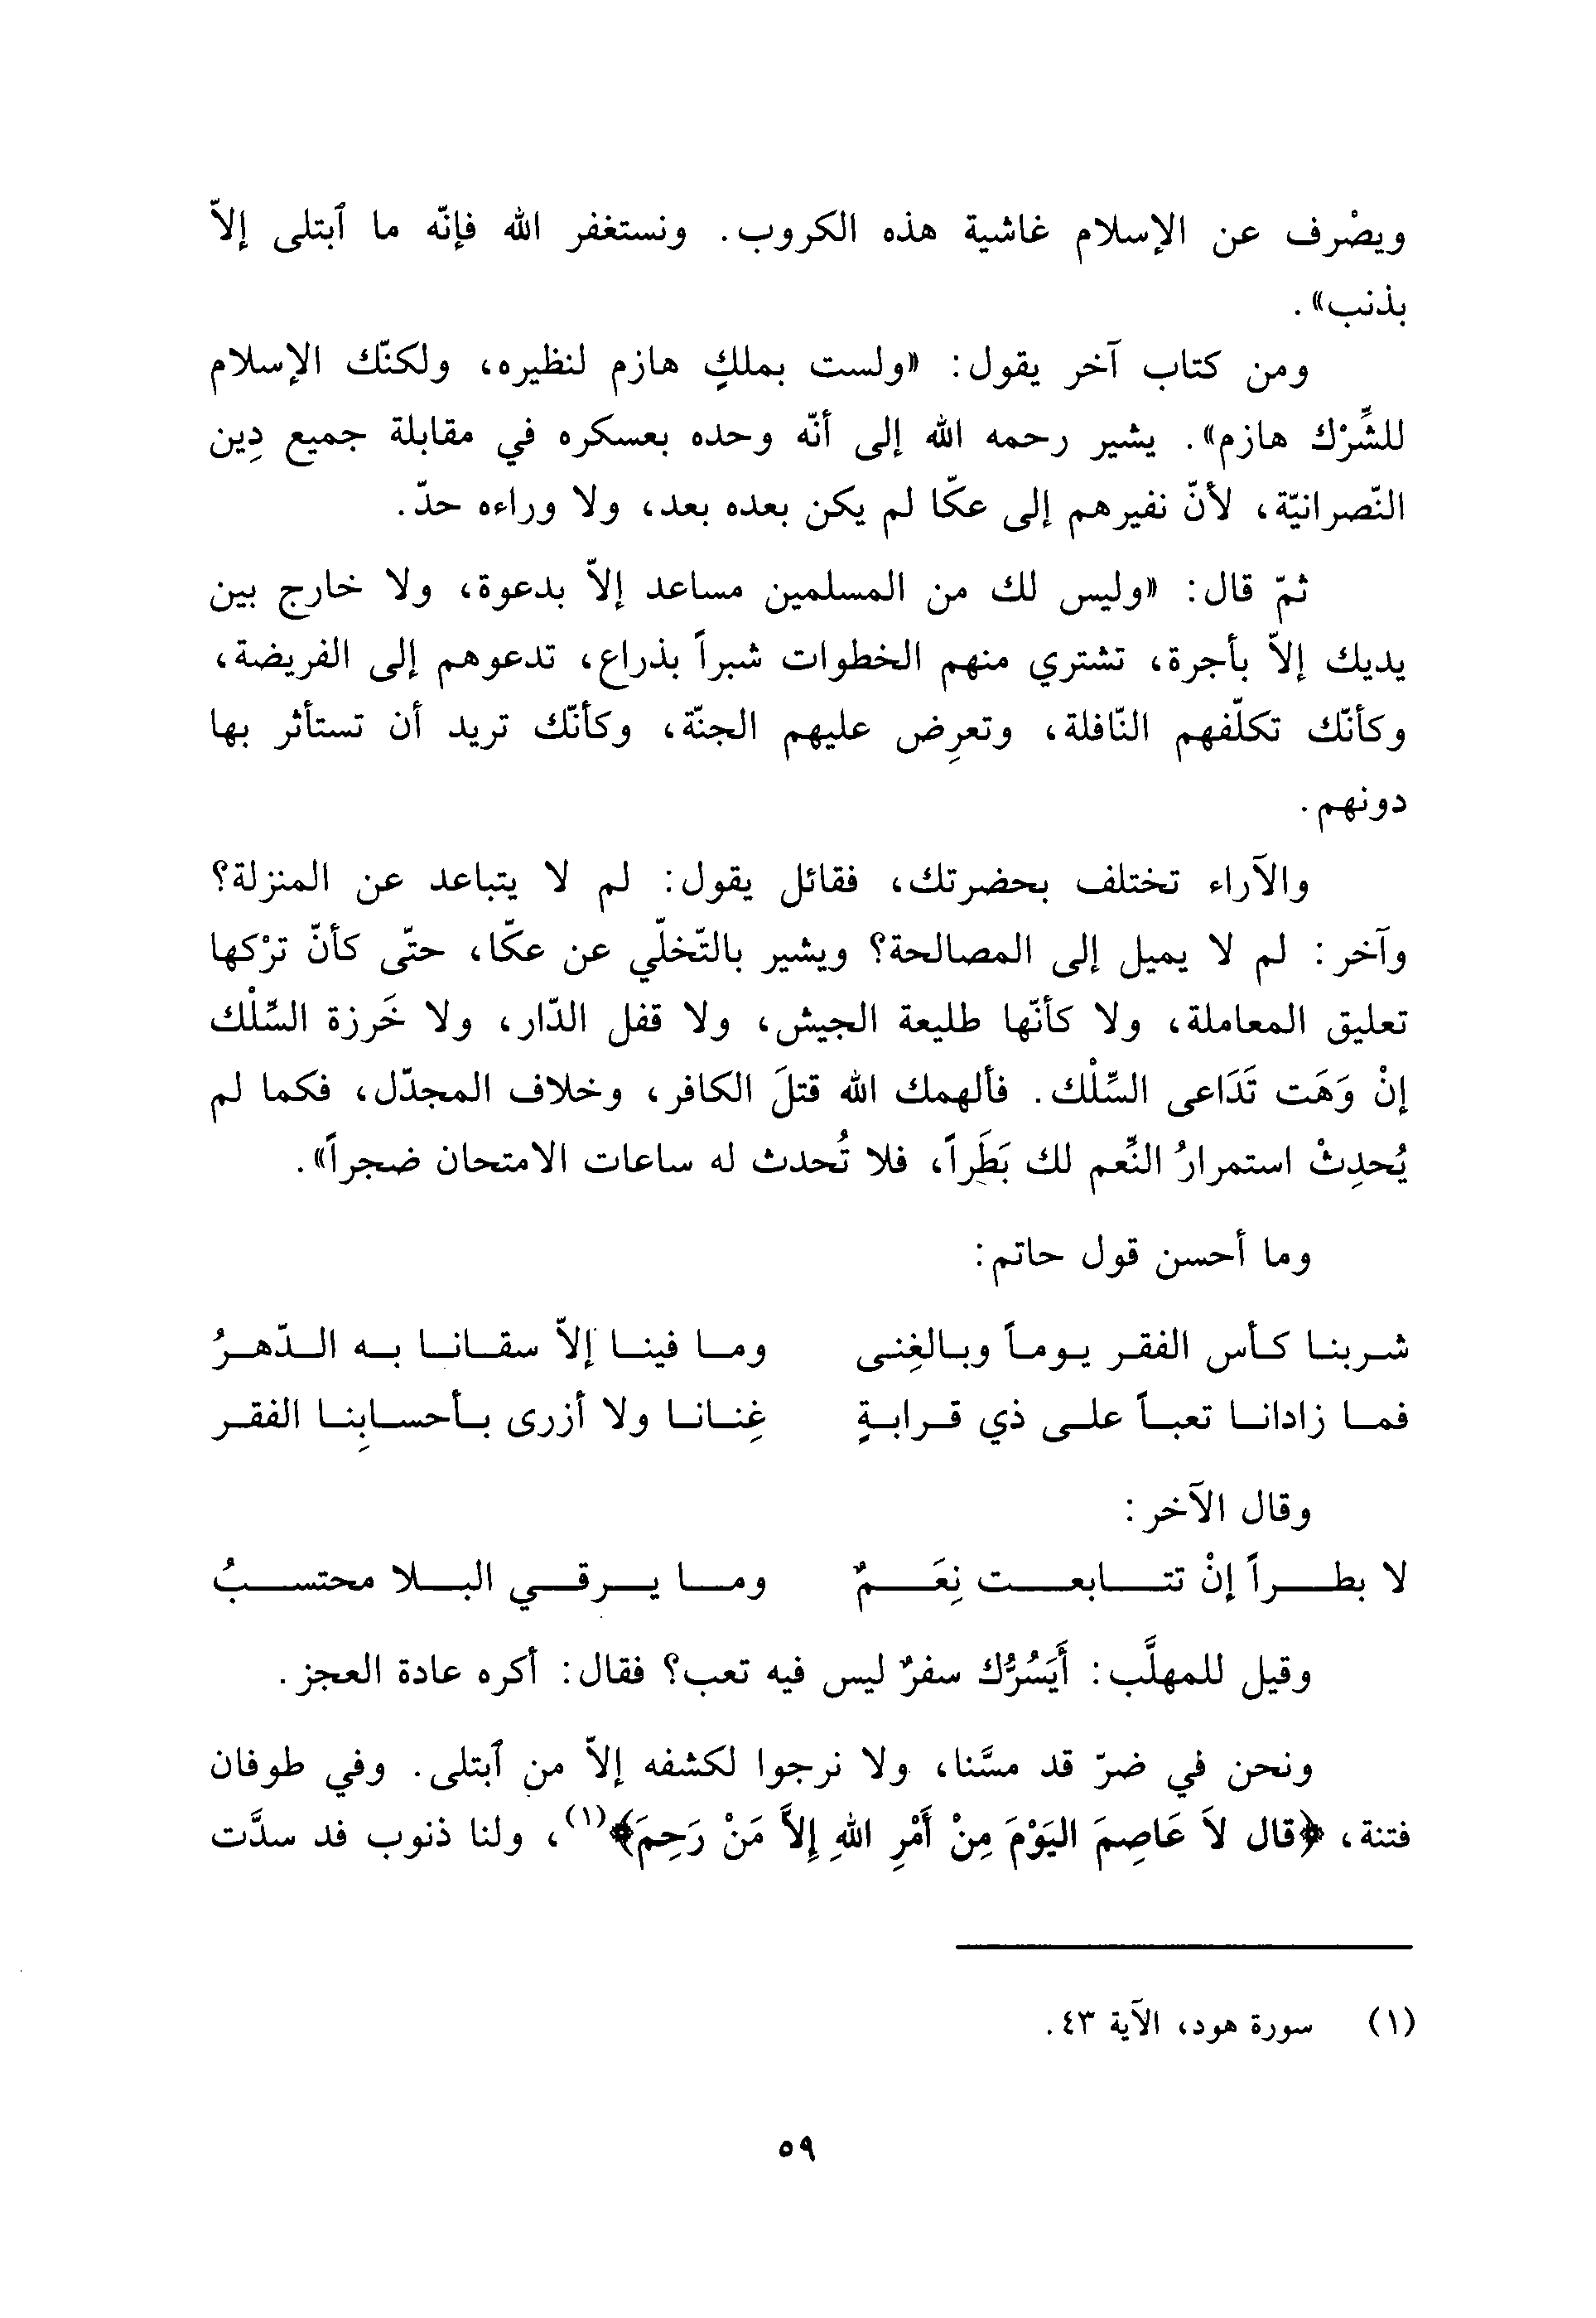 ويصْرف عن الإسلام غاشية هذه الكروب. ونستغفر الله فإنّه ما ٱبتلى إلاّ
بذنب».
ومن كتاب آخر يقول: «ولست بملكٍ هازم لنظيره، ولكنّك الإسلام
للشِّرْك هازم». يشير رحمه الله إلى أنّه وحده بعسكره في مقابلة جميع دِين
النّصرانيّة، لأنّ نفيرهم إلى عكّا لم يكن بعده بعد، ولا وراءه حدّ.
ثمّ قال: «وليس لك من المسلمين مساعد إلاّ بدعوة، ولا خارج بين
يديك إلاّ بأجرة، تشتري منهم الخطوات شبراً بذراع، تدعوهم إلى الفريضة،
وكأنّك تكلّفهم النّافلة، وتعرِض عليهم الجنّة، وكأنّك تريد أن تستأثر بها
دونهم.
والآراء تختلف بحضرتك، فقائل يقول: لم لا يتباعد عن المنزلة؟
وآخر: لم لا يميل إلى المصالحة؟ ويشير بالتّخلّي عن عكّا، حتّى كأنّ ترْكها
تعليق المعاملة، ولا كأنّها طليعة الجيش، ولا قفل الدّار، ولا خَرزة السِّلْك
إنْ وَهَت تَدَاعى السِّلْك. فألهمك الله قتلَ الكافر، وخلاف المجدّل، فكما لم
يُحدِثْ استمرارُ النِّعم لك بَطَراً، فلا تُحدث له ساعات الامتحان ضجراً».
وما أحسن قول حاتم:
شربنا كأس الفقر يوماً وبالغِنى وما فينا إلاّ سقانا به الدّهرُ
فما زادانا تعباً على ذي قرابةٍ غِنانا ولا أزرى بأحسابِنا الفقر
وقال الآخر:
لا بطراً إنْ تتابعت نِعَمٌ وما يرقي البلا محتسبُ
وقيل للمهلَّب: أَيَسُرُّك سفرٌ ليس فيه تعب؟ فقال: أكره عادة العجز.
ونحن في ضرّ قد مسَّنا، ولا نرجوا لكشفه إلاّ من ٱبتلى. وفي طوفان
فتنة، ﴿قال لاَ عَاصِمَ اليَوْمَ مِنْ أَمْرِ اللهِ إِلاَّ مَنْ رَحِمَ﴾(١)، ولنا ذنوب فد سدَّت
(١) سورة هود، الآية ٤٣.
٥٩